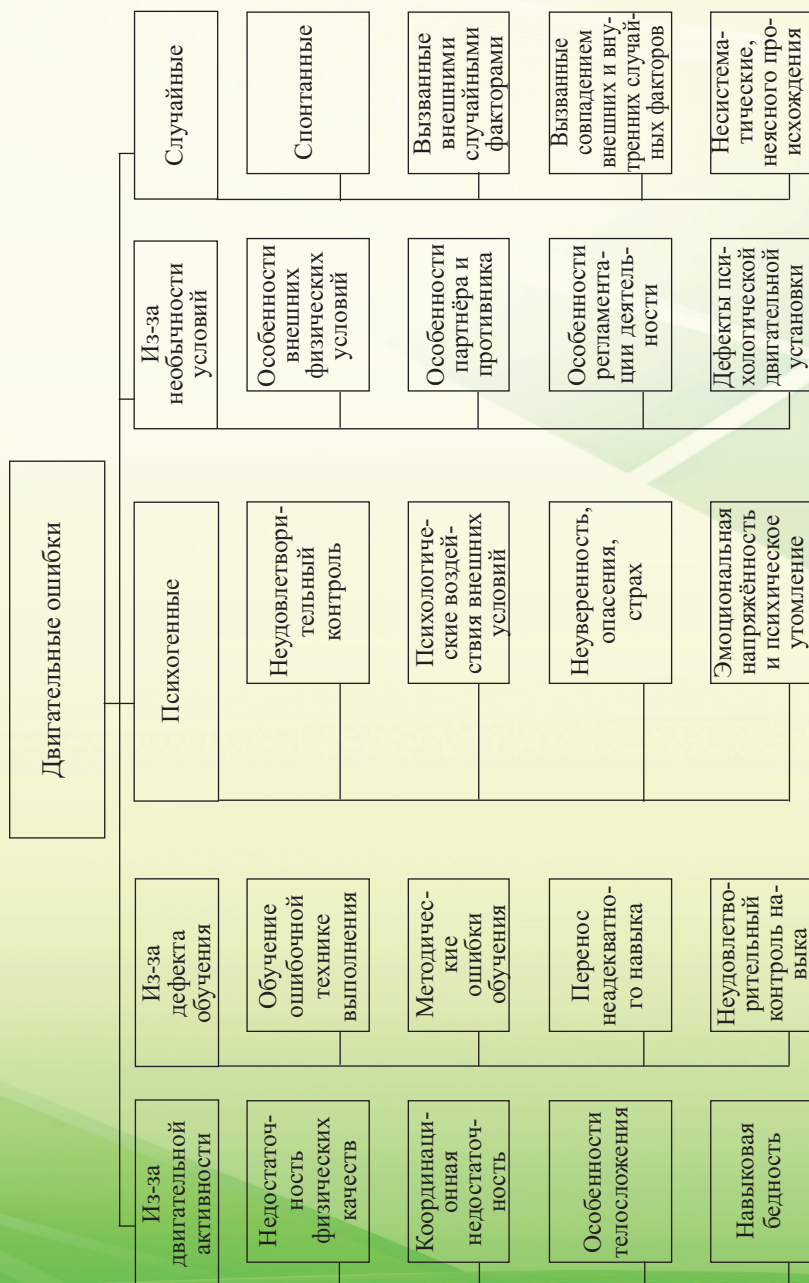 Двигательные ошибки
Из-за
двигательной
активности
Недостаточ-
ность
физических
качеств
Координаци-
онная
недостаточ-
ность
Особенности
телосложения
Навыковая
бедность
Из-за
дефекта
обучения
Обучение
ошибочной
технике
выполнения
Методичес-
кие
ошибки
обучения
Перенос
неадекватно-
го навыка
Неудовлетво-
рительный
контроль на-
выка
Психогенные
Неудовлетвори-
тельный
контроль
Психологиче-
ские воздей-
ствия внешних
условий
Неуверенность,
опасения,
страх
Эмоциональная
напряжённость
и психическое
утомление
Из-за
необычности
условий
Особенности
внешних
физических
условий
Особенности
партнёра и
противника
Особенности
регламента-
ции деятель-
ности
Дефекты пси-
хологической
двигательной
установки
Случайные
Спонтанные
Вызванные
внешними
случайными
факторами
Вызванные
совпадением
внешних и вну-
тренних случай-
ных факторов
Несистема-
тические,
неясного про-
исхождения